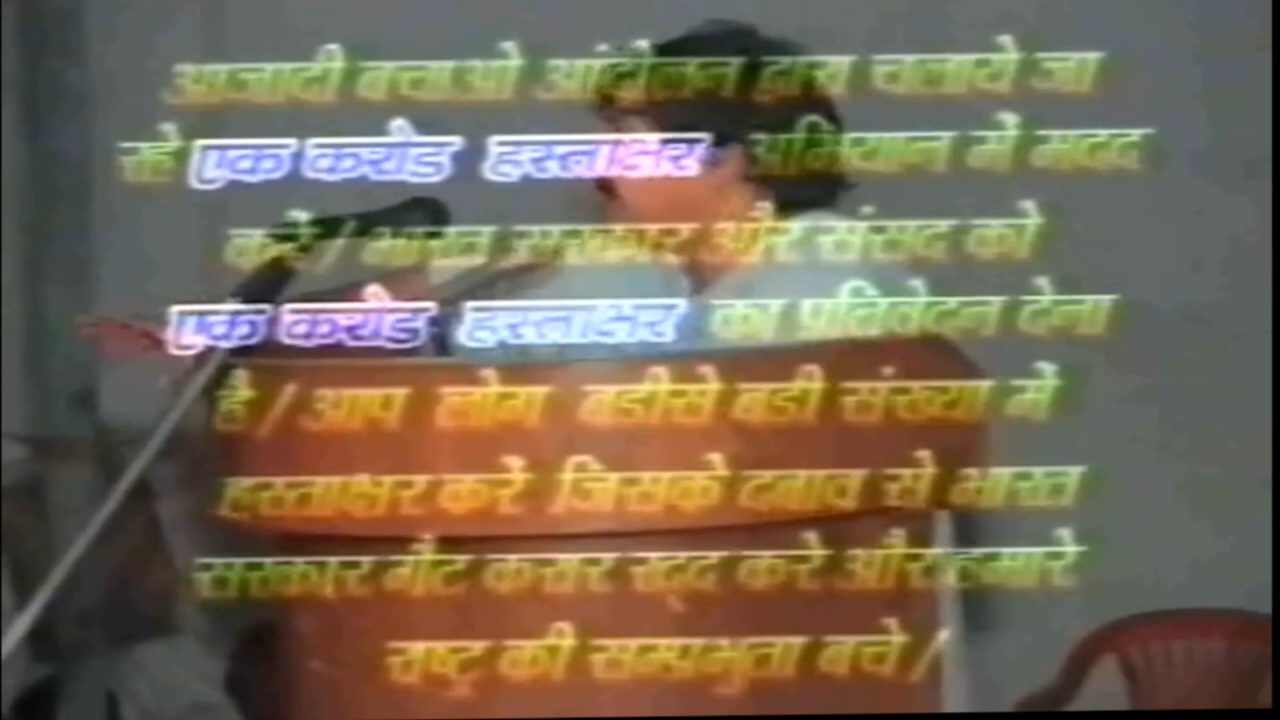 आजादी बचाओ आंदोलन द्वारा चलाये जा
रहे एक करोड हस्ताक्षर अभियान में मदद
करें / भारत सरकार और संसद को
एक करोड हस्ताक्षर का प्रतिवेदन देना
है / आप लोग बडीसे बडी संख्या में
हस्ताक्षर करें जिसके दबाव से भारत
सरकार गैट करार रद्द करे और हमारे
राष्ट्र की सम्प्रभुता बचे /